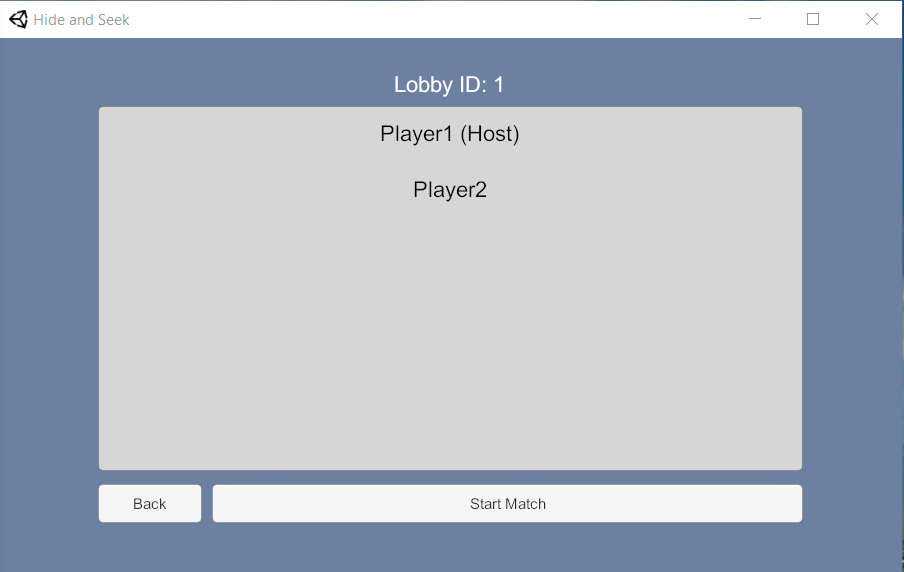 Hide and Seek
Lobby ID: 1
Player1 (Host)
Player2
Back
Start Match